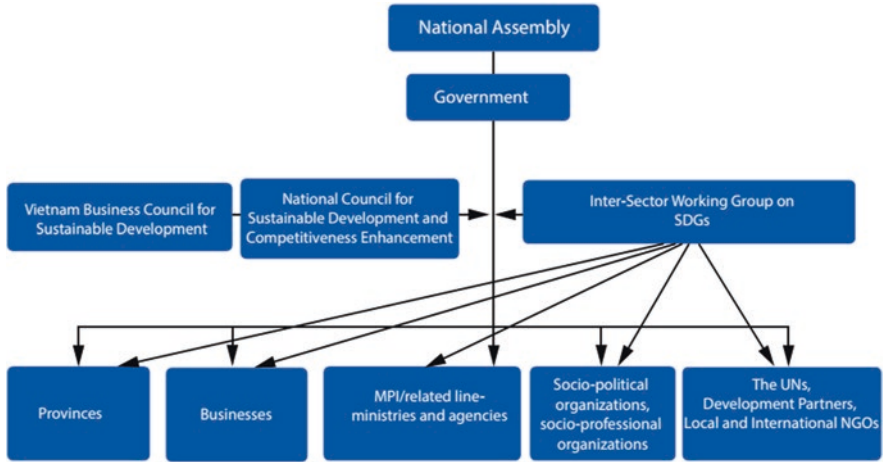 National Assembly
Government
Vietnam Business Council for
Sustainable Development
National Council for
Sustainable Development and
Competitiveness Enhancement
Inter-Sector Working Group on
SDGs
Provinces
Businesses
MPI/related line-
ministries and agencies
Socio-political
organizations,
socio-professional
organizations
The UNs,
Development Partners,
Local and International NGOs